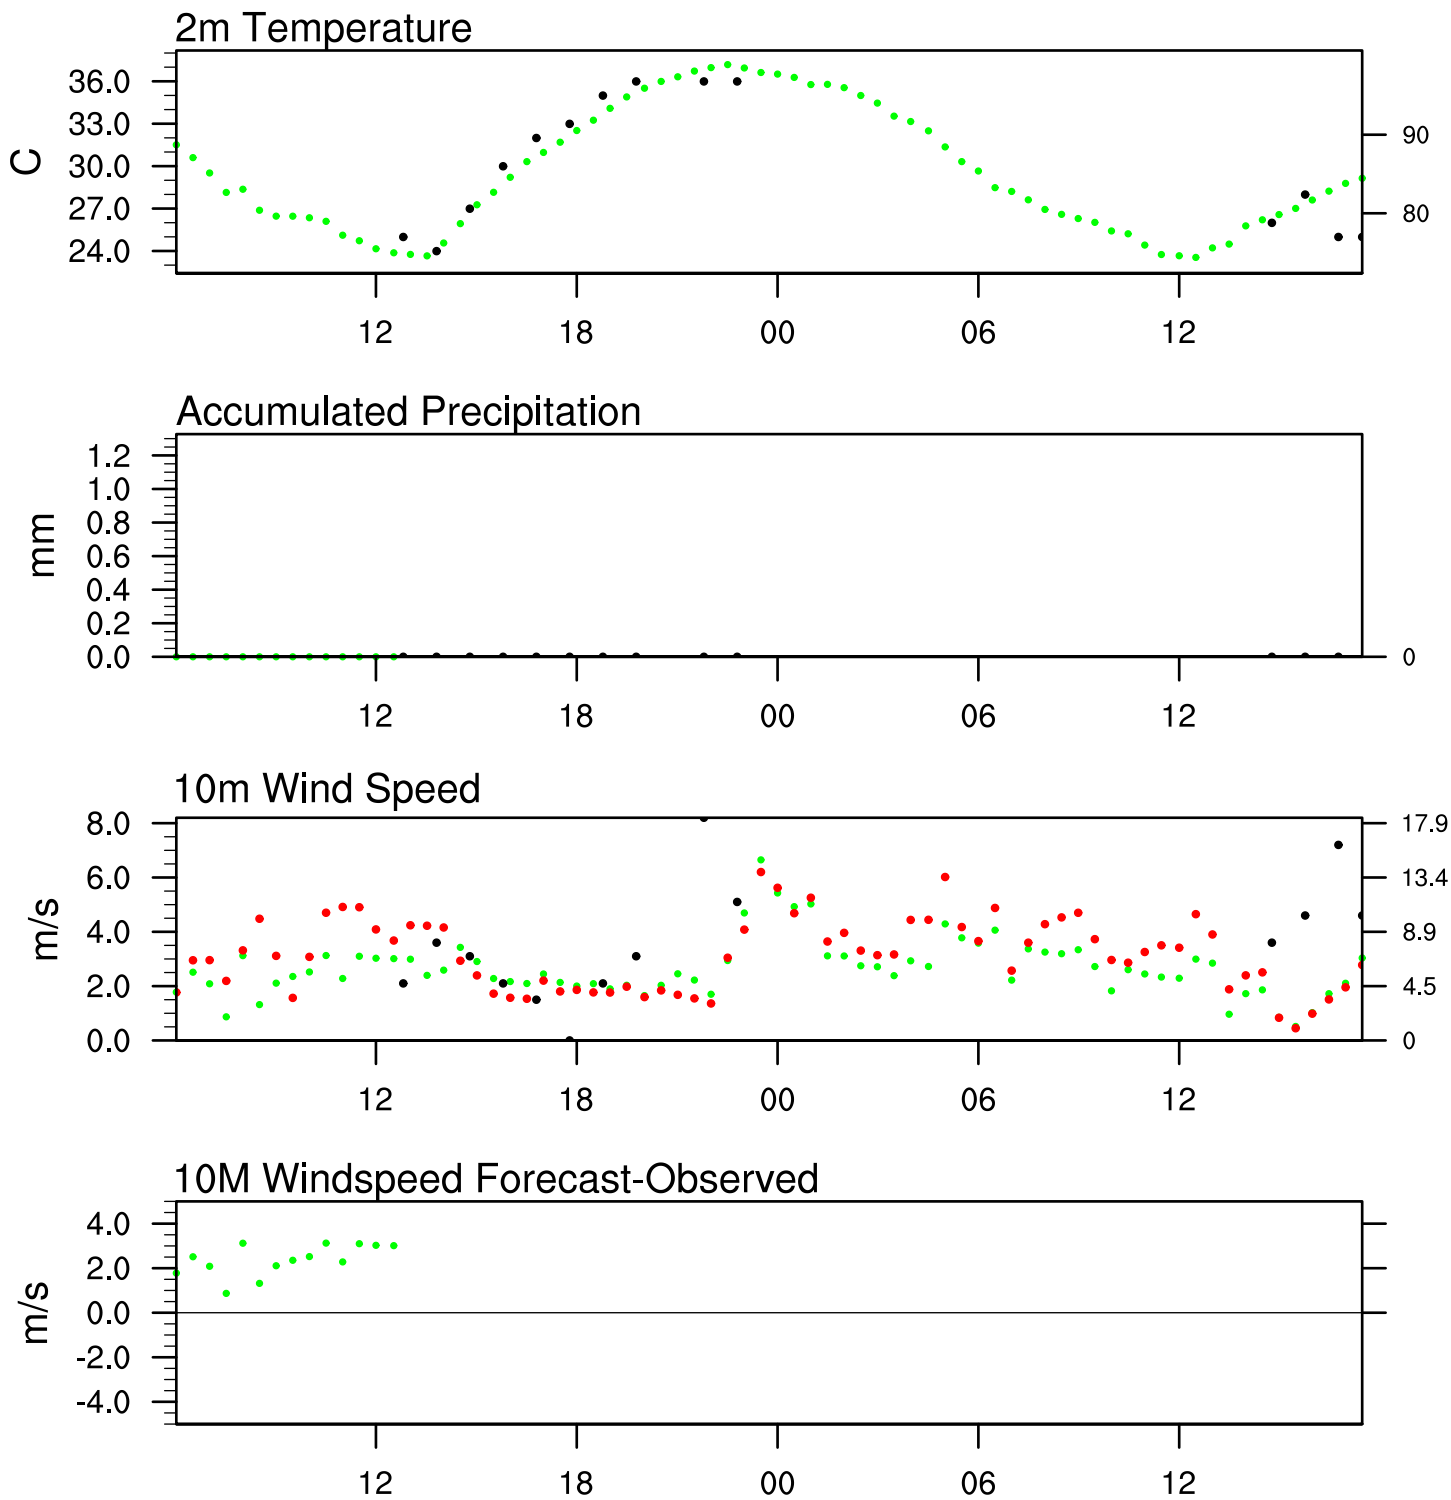 2m Temperature
36.0
33.0
90
C
30.0
27.0
80
24.0
12 18 00 06 12
Accumulated Precipitation
1.2
1.0
0.8
mm
0.6
0.4
0.2
0.0
0
12 18 00 06 12
10m Wind Speed
8.0 17.9
6.0 13.4
m/s
4.0 8.9
2.0 4.5
0.0 0
12 18 00 06 12
10M Windspeed Forecast-Observed
4.0
2.0
m/s
0.0
-2.0
-4.0
12 18 00 06 12